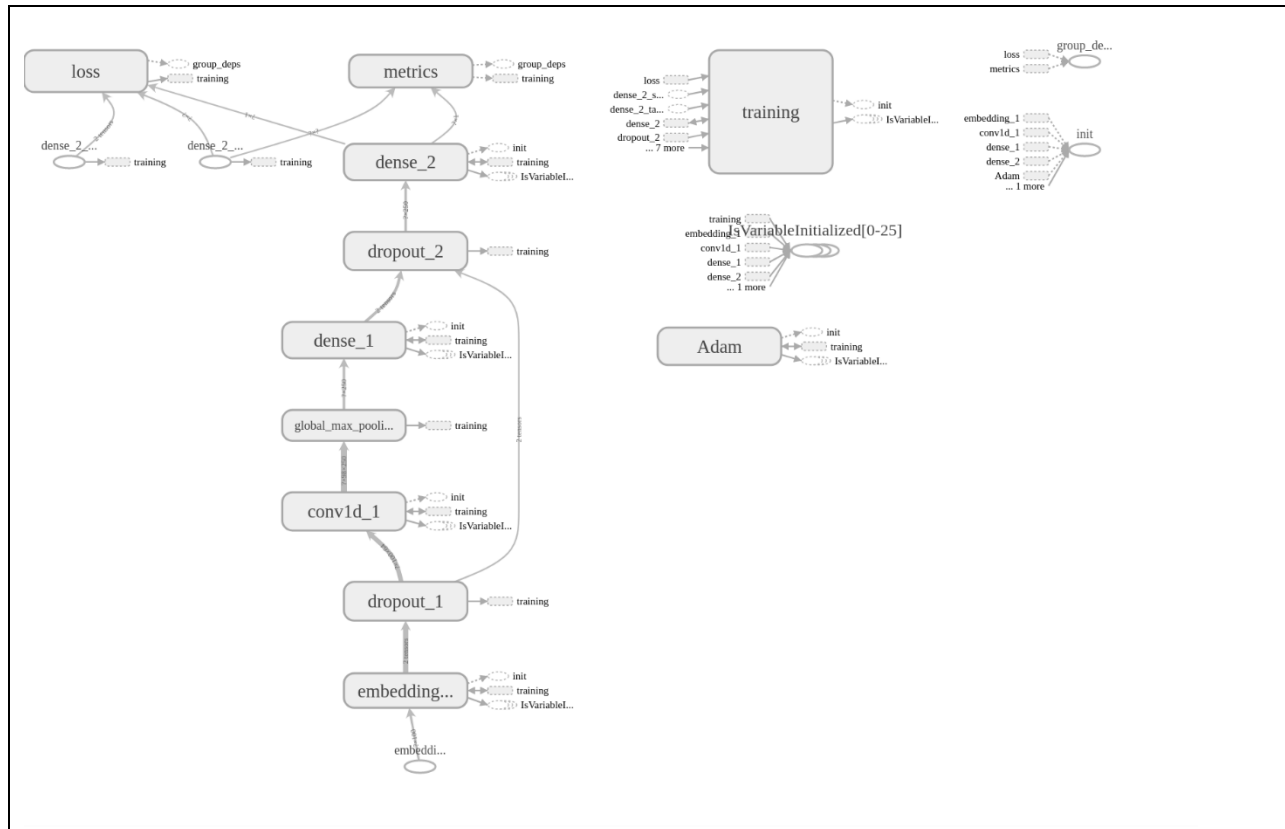 loss
group_deps
training
dense_2_...
training
dense_2_...
training
metrics
group_deps
training
dense_2
init
training
IsVariableI...
dropout_2
training
dense_1
init
training
IsVariableI...
global_max_pooli...
training
conv1d_1
init
training
IsVariableI...
2 tensors
dropout_1
training
embedding...
init
training
IsVariableI...
embeddi...
loss
dense_2_s...
dense_2_ta...
dense_2
dropout_2
... 7 more
training
init
IsVariableI...
training
embedding_1
conv1d_1
dense_1
dense_2
... 1 more
IsVariableInitialized[0-25]
Adam
init
training
IsVariableI...
loss
metrics
group_de...
embedding_1
conv1d_1
dense_1
dense_2
Adam
... 1 more
init